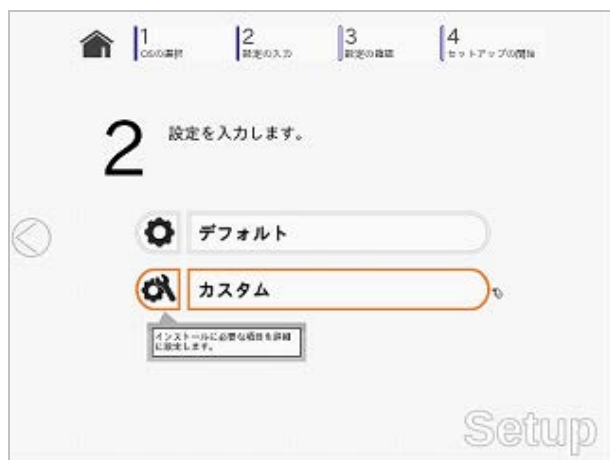 1
OSの選択
2
設定の入力
3
設定の確認
4
セットアップの開始
2
設定を入力します。
デフォルト
カスタム
インストールに必要な項目を詳細
に設定します。
Setup